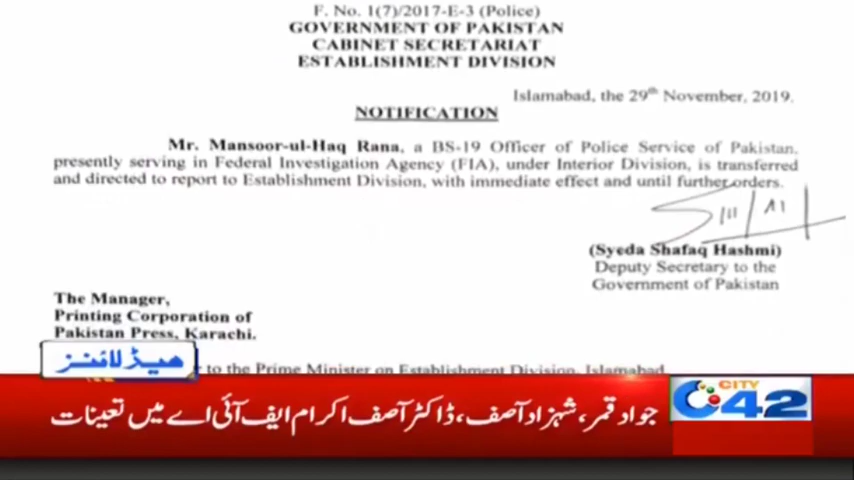 F. No. 1(7)/2017-E-3 (Police)
GOVERNMENT OF PAKISTAN
CABINET SECRETARIAT
ESTABLISHMENT DIVISION
Islamabad, the 29th November, 2019.
NOTIFICATION
Mr. Mansoor-ul-Haq Rana, a BS-19 Officer of Police Service of Pakistan,
presently serving in Federal Investigation Agency (FIA), under Interior Division, is transferred
and directed to report to Establishment Division, with immediate effect and until further orders.
(Syeda Shafaq Hashmi)
Deputy Secretary to the
Government of Pakistan
The Manager,
Printing Corporation of
Pakistan Press, Karachi.
to the Prime Minister on Establishment Division, Islamabad
ہیڈلائنز
جواد قمر، شہزاد آصف، ڈاکٹر آصف اکرام ایف آئی اے میں تعینات
CITY
42